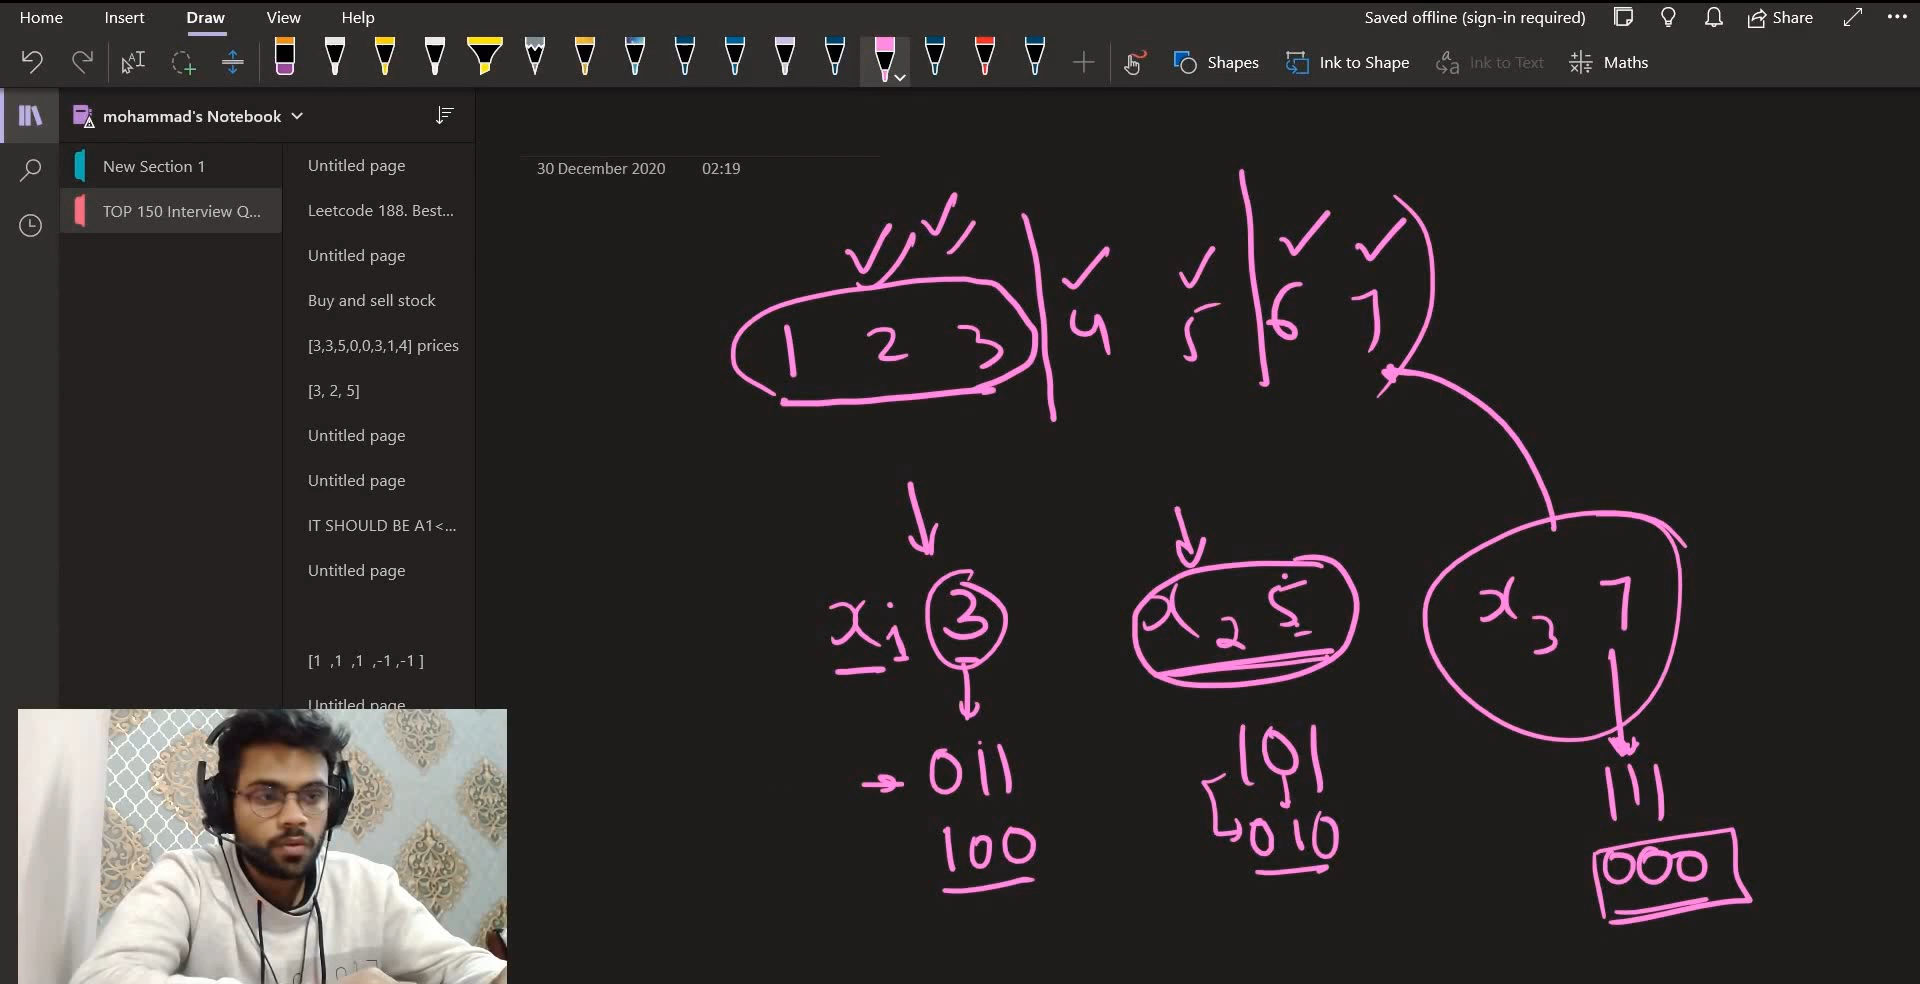 Home Insert Draw View Help
Saved offline (sign-in required) Share
Shapes Ink to Shape Ink to Text Maths
mohammad's Notebook
New Section 1
TOP 150 Interview Q...
Untitled page
Leetcode 188. Best...
Untitled page
Buy and sell stock
[3,3,5,0,0,3,1,4] prices
[3, 2, 5]
Untitled page
Untitled page
IT SHOULD BE A1<...
Untitled page
[1 ,1 ,1 ,-1 ,-1 ]
Untitled page
30 December 2020 02:19
1 2 3 4 5 6 7
x1 3 x2 5 x3 7
011 101 111
100 010 000